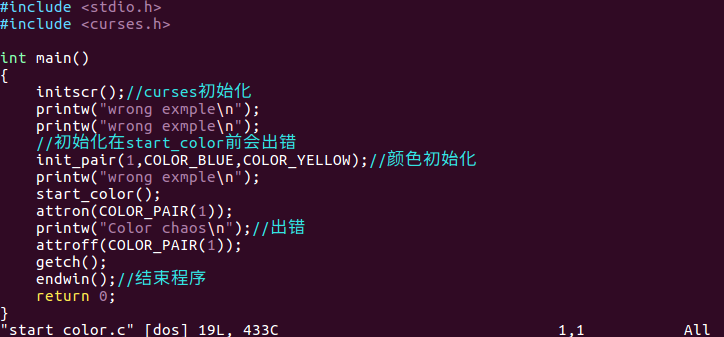 #include <stdio.h>
#include <curses.h>
int main()
{
initscr();//curses初始化
printw("wrong exmple\n");
printw("wrong exmple\n");
//初始化在start_color前会出错
init_pair(1,COLOR_BLUE,COLOR_YELLOW);//颜色初始化
printw("wrong exmple\n");
start_color();
attron(COLOR_PAIR(1));
printw("Color chaos\n");//出错
attroff(COLOR_PAIR(1));
getch();
endwin();//结束程序
return 0;
}
"start_color.c" [dos] 19L, 433C 1,1 All